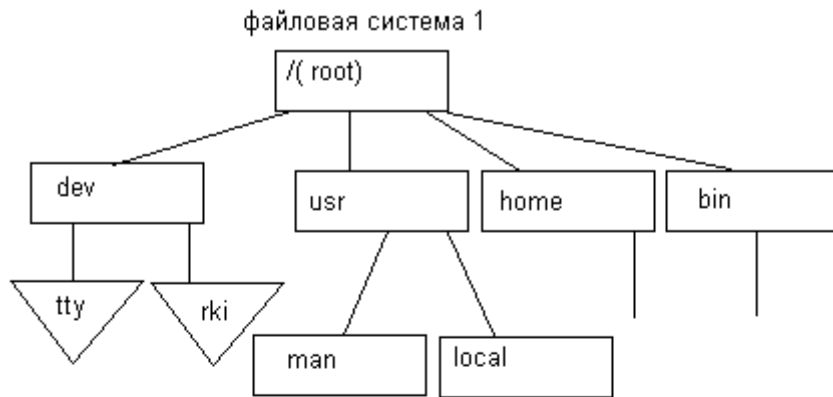 файловая система 1
/( root)
dev
usr
home
bin
tty
rki
man
local